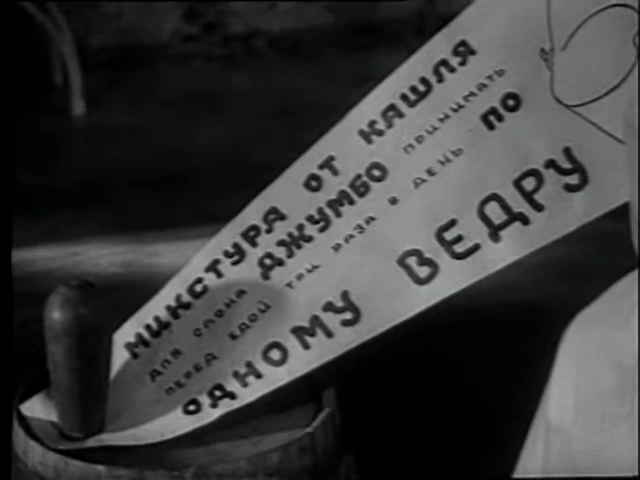 МИКСТУРА ОТ КАШЛЯ
ДЛЯ СЛОНА ДЖУМБО ПРИНИМАТЬ
ПЕРЕД ЕДОЙ ТРИ РАЗА В ДЕНЬ ПО
ОДНОМУ ВЕДРУ